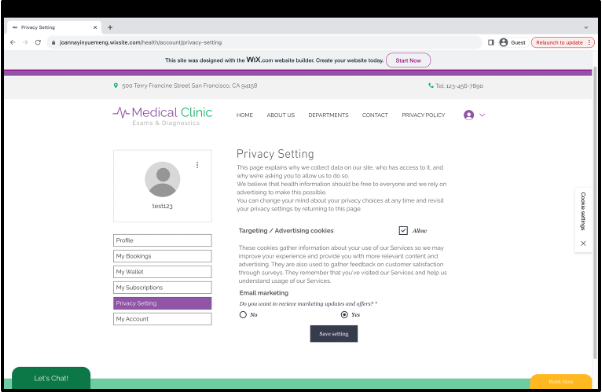 Privacy Setting
joannayinyuemeng.wixsite.com/health/account/privacy-setting
Guest
Relaunch to update
This site was designed with the WiX.com website builder. Create your website today.
Start Now
500 Terry Francine Street San Francisco, CA 94158
Tel: 123-456-7890
Medical Clinic
Exams & Diagnostics
HOME
ABOUT US
DEPARTMENTS
CONTACT
PRIVACY POLICY
test123
Profile
My Bookings
My Wallet
My Subscriptions
Privacy Setting
My Account
Privacy Setting
This page explains why we collect data on our site, who has access to it, and
why we're asking you to allow us to do so.
We believe that health information should be free to everyone and we rely on
advertising to make this possible.
You can change your mind about your privacy choices at any time and revisit
your privacy settings by returning to this page
Targeting / Advertising cookies
Allow
These cookies gather information about your use of our Services so we may
improve your experience and provide you with more relevant content and
advertising. They are also used to gather feedback on customer satisfaction
through surveys. They remember that you've visited our Services and help us
understand usage of our Services.
Email marketing
Do you want to recieve marketing updates and offers? *
No
Yes
Save setting
Cookie settings
Let's Chat!
Book Now